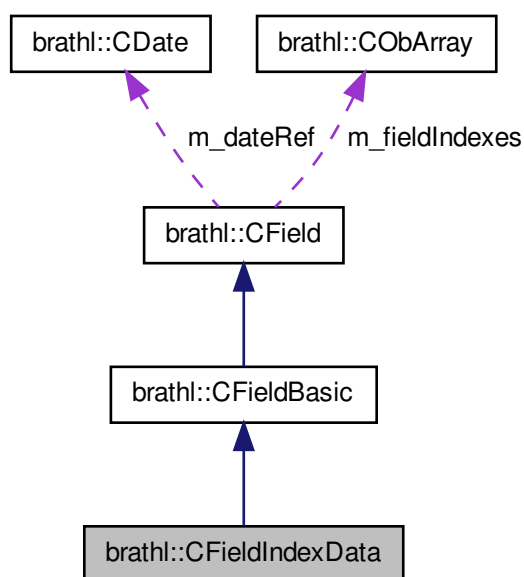 brathl::CDate
brathl::CObArray
m_dateRef
m_fieldIndexes
brathl::CField
brathl::CFieldBasic
brathl::CFieldIndexData